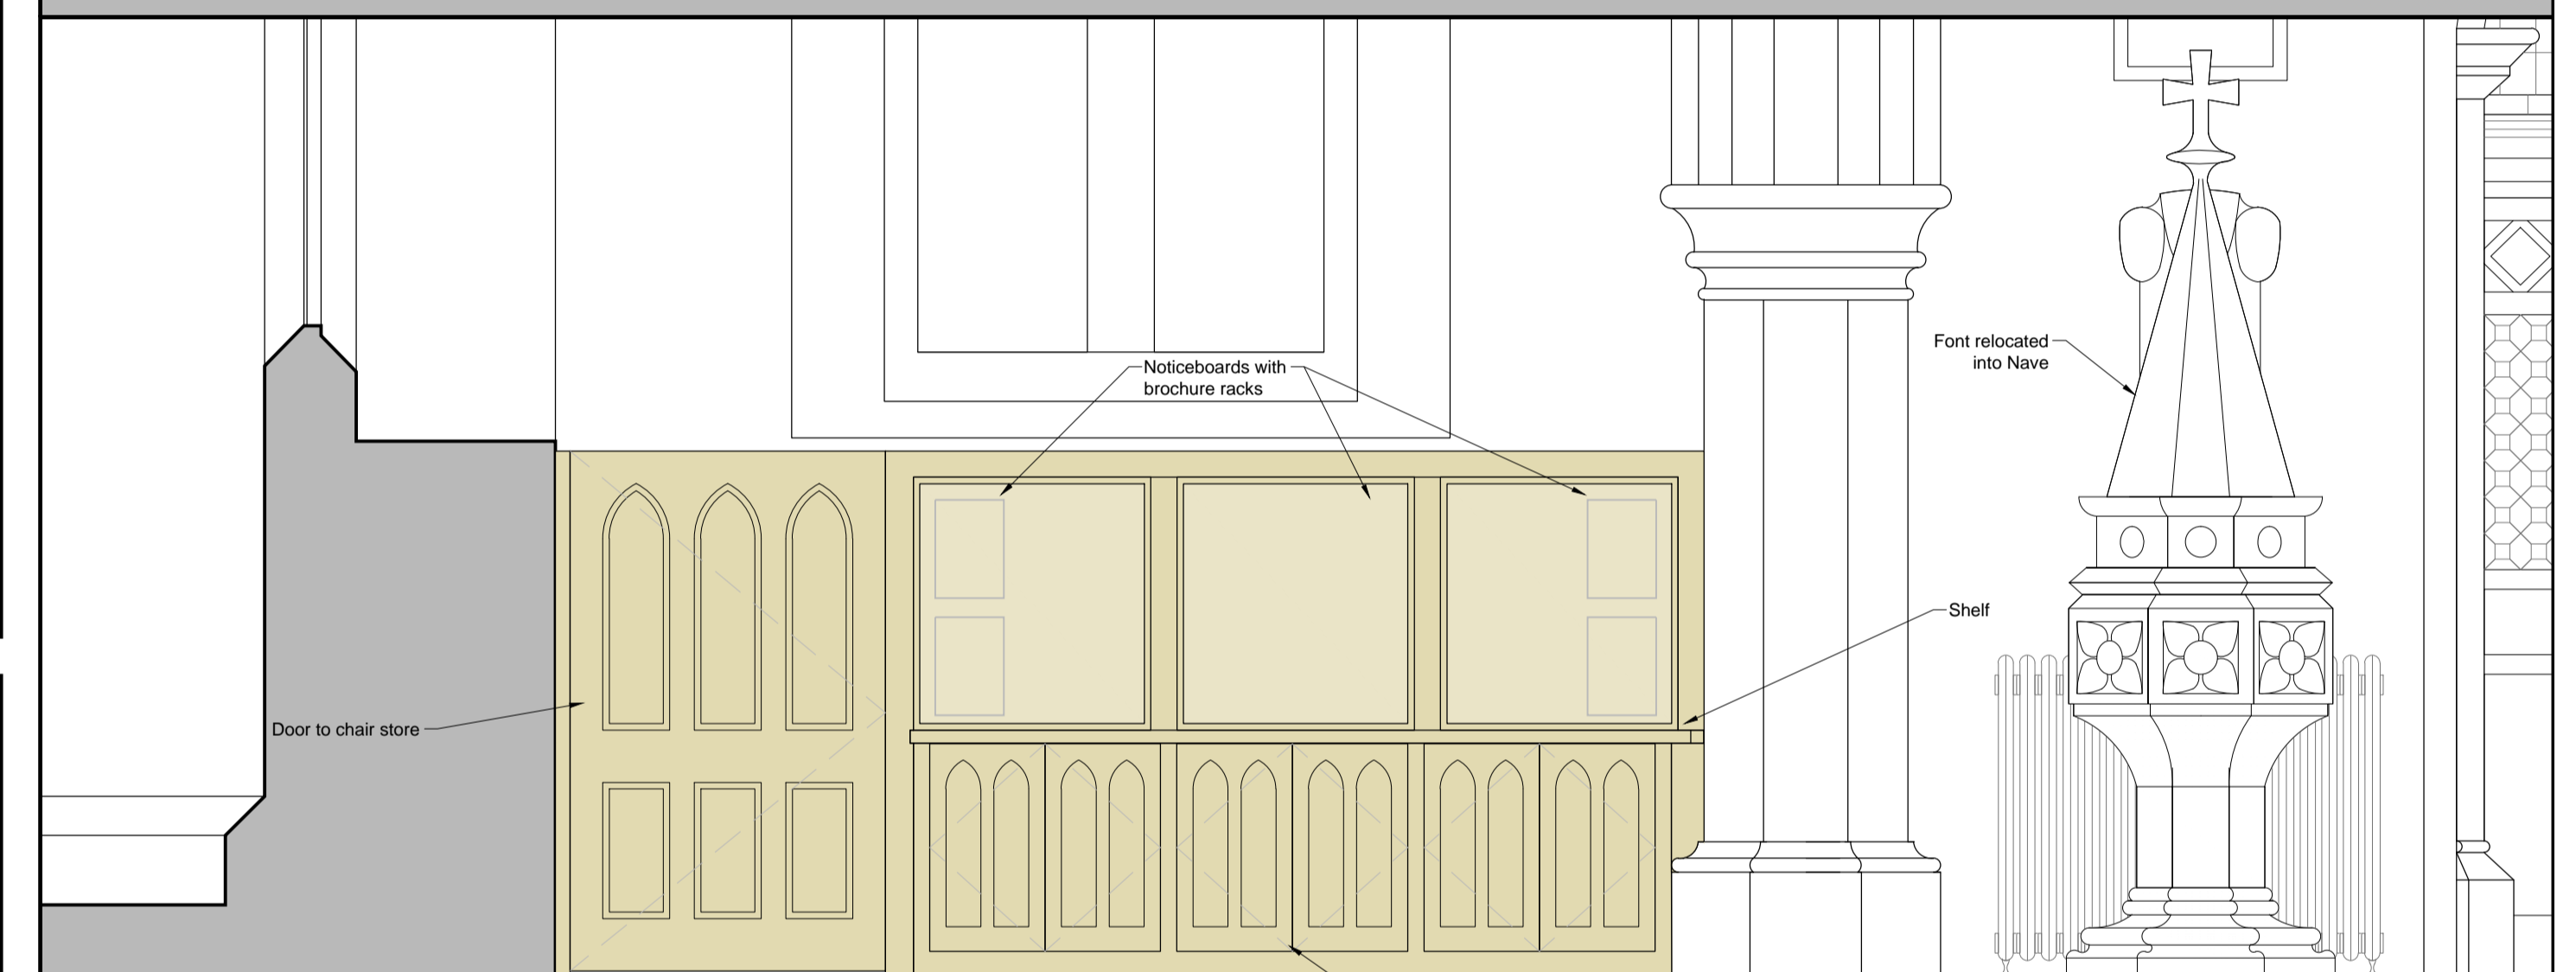 Noticeboards with
brochure racks
Font relocated
into Nave
Shelf
Door to chair store